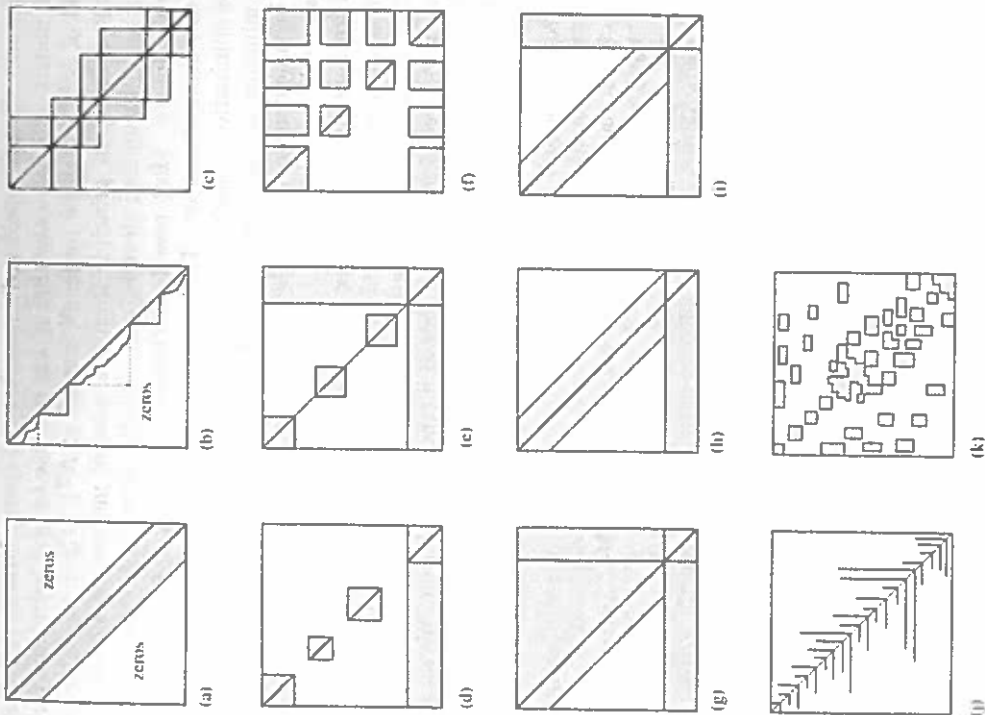 zeros
zeros
zeros
(a)
(b)
(c)
(d)
(e)
(f)
(g)
(h)
(i)
(j)
(k)